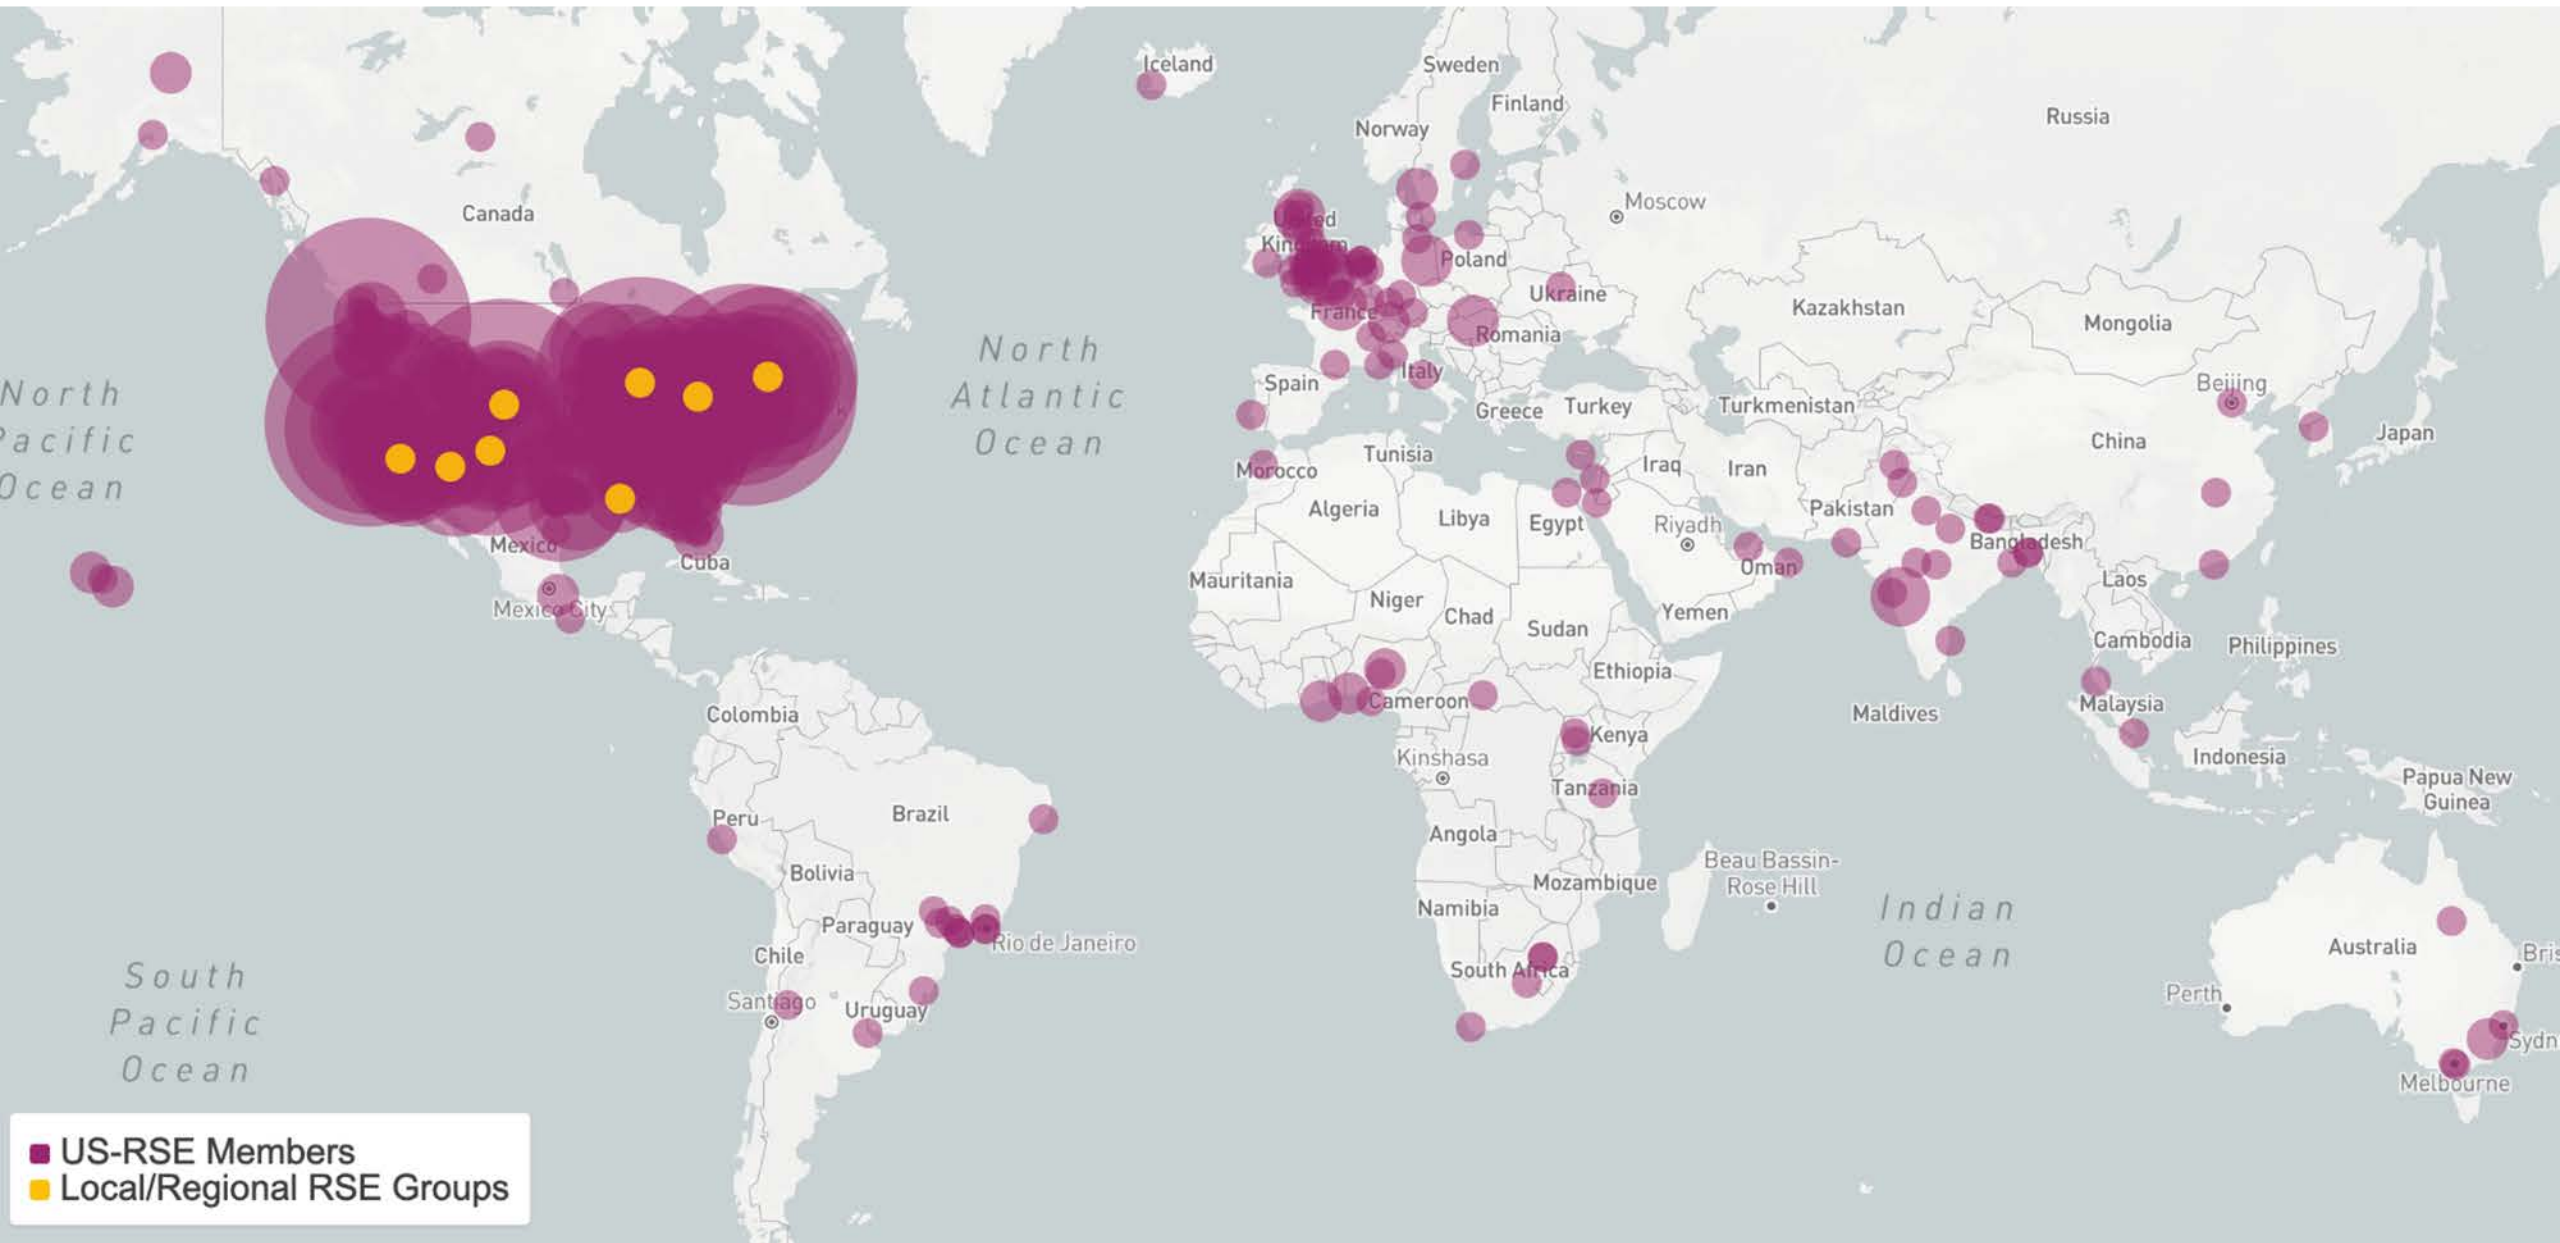 Iceland
Sweden
Finland
Norway
Russia
Moscow
Canada
United
Kingdom
Poland
Ukraine
Kazakhstan
Mongolia
France
Romania
North
Atlantic
Ocean
North
Pacific
Ocean
Italy
Spain
Beijing
Greece
Turkey
Turkmenistan
Japan
China
Tunisia
Morocco
Iraq
Iran
Algeria
Libya
Egypt
Pakistan
Riyadh
Bangladesh
Mexico
Cuba
Oman
Mauritania
Laos
Niger
Mexico City
Chad
Sudan
Yemen
Cambodia
Philippines
Ethiopia
Cameroon
Malaysia
Colombia
Maldives
Kenya
Kinshasa
Indonesia
Papua New
Guinea
Tanzania
Brazil
Peru
Angola
Bolivia
Beau Bassin-
Rose Hill
Mozambique
Namibia
Indian
Ocean
Paraguay
Rio de Janeiro
Chile
Australia
Bris
South Africa
South
Pacific
Ocean
Perth
Santiago
Uruguay
Sydn
Melbourne
US-RSE Members
Local/Regional RSE Groups